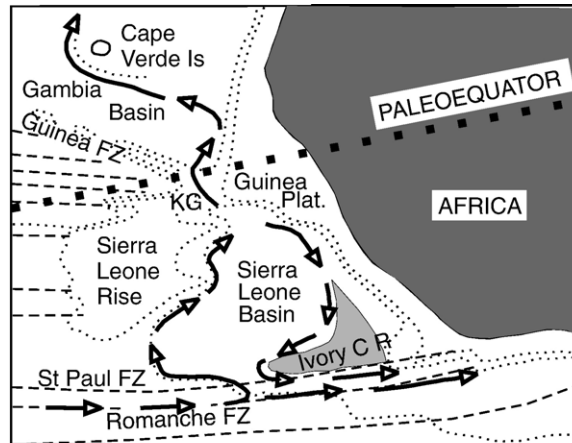 Cape
Verde Is
Gambia
Basin
Guinea FZ
PALEOEQUATOR
Guinea
Plat.
KG
AFRICA
Sierra
Leone
Rise
Sierra
Leone
Basin
Ivory C R
St Paul FZ
Romanche FZ